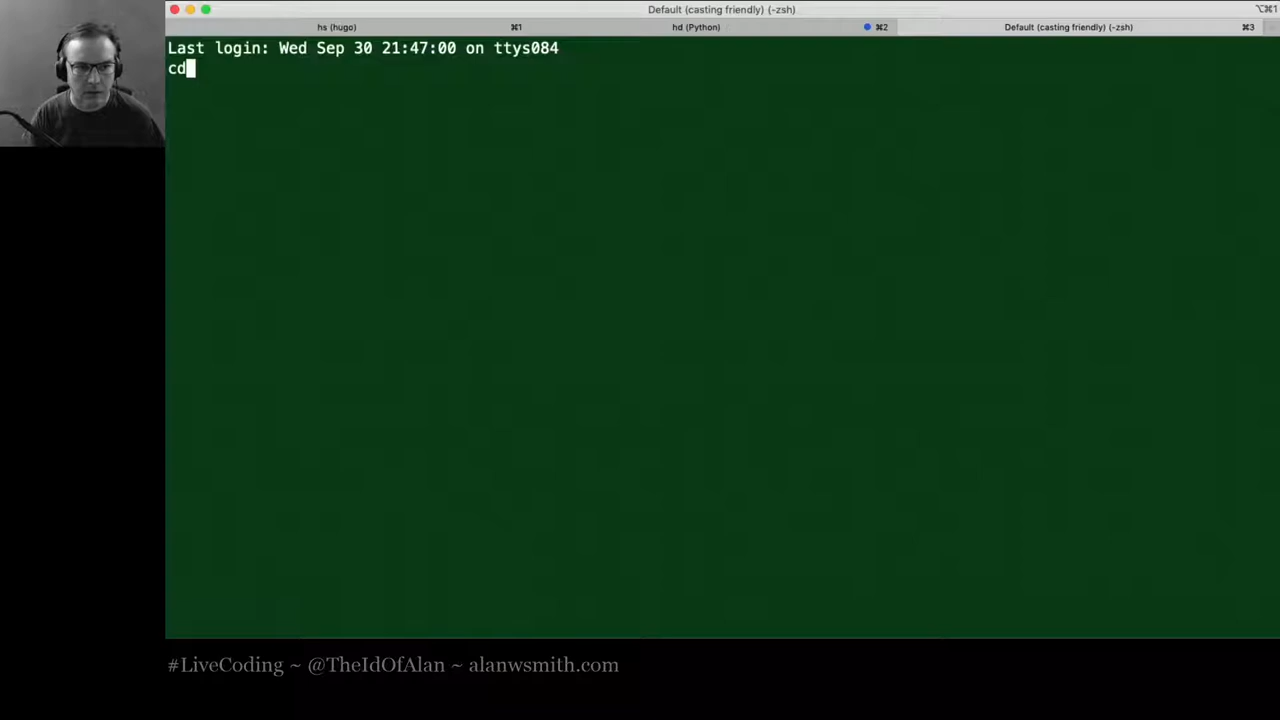 Default (casting friendly) (-zsh)
⌥⌘1
hs (hugo) ⌘1
hd (Python) ⌘2
Default (casting friendly) (-zsh) ⌘3
Last login: Wed Sep 30 21:47:00 on ttys084
cd
#LiveCoding ~ @TheIdOfAlan ~ alanwsmith.com